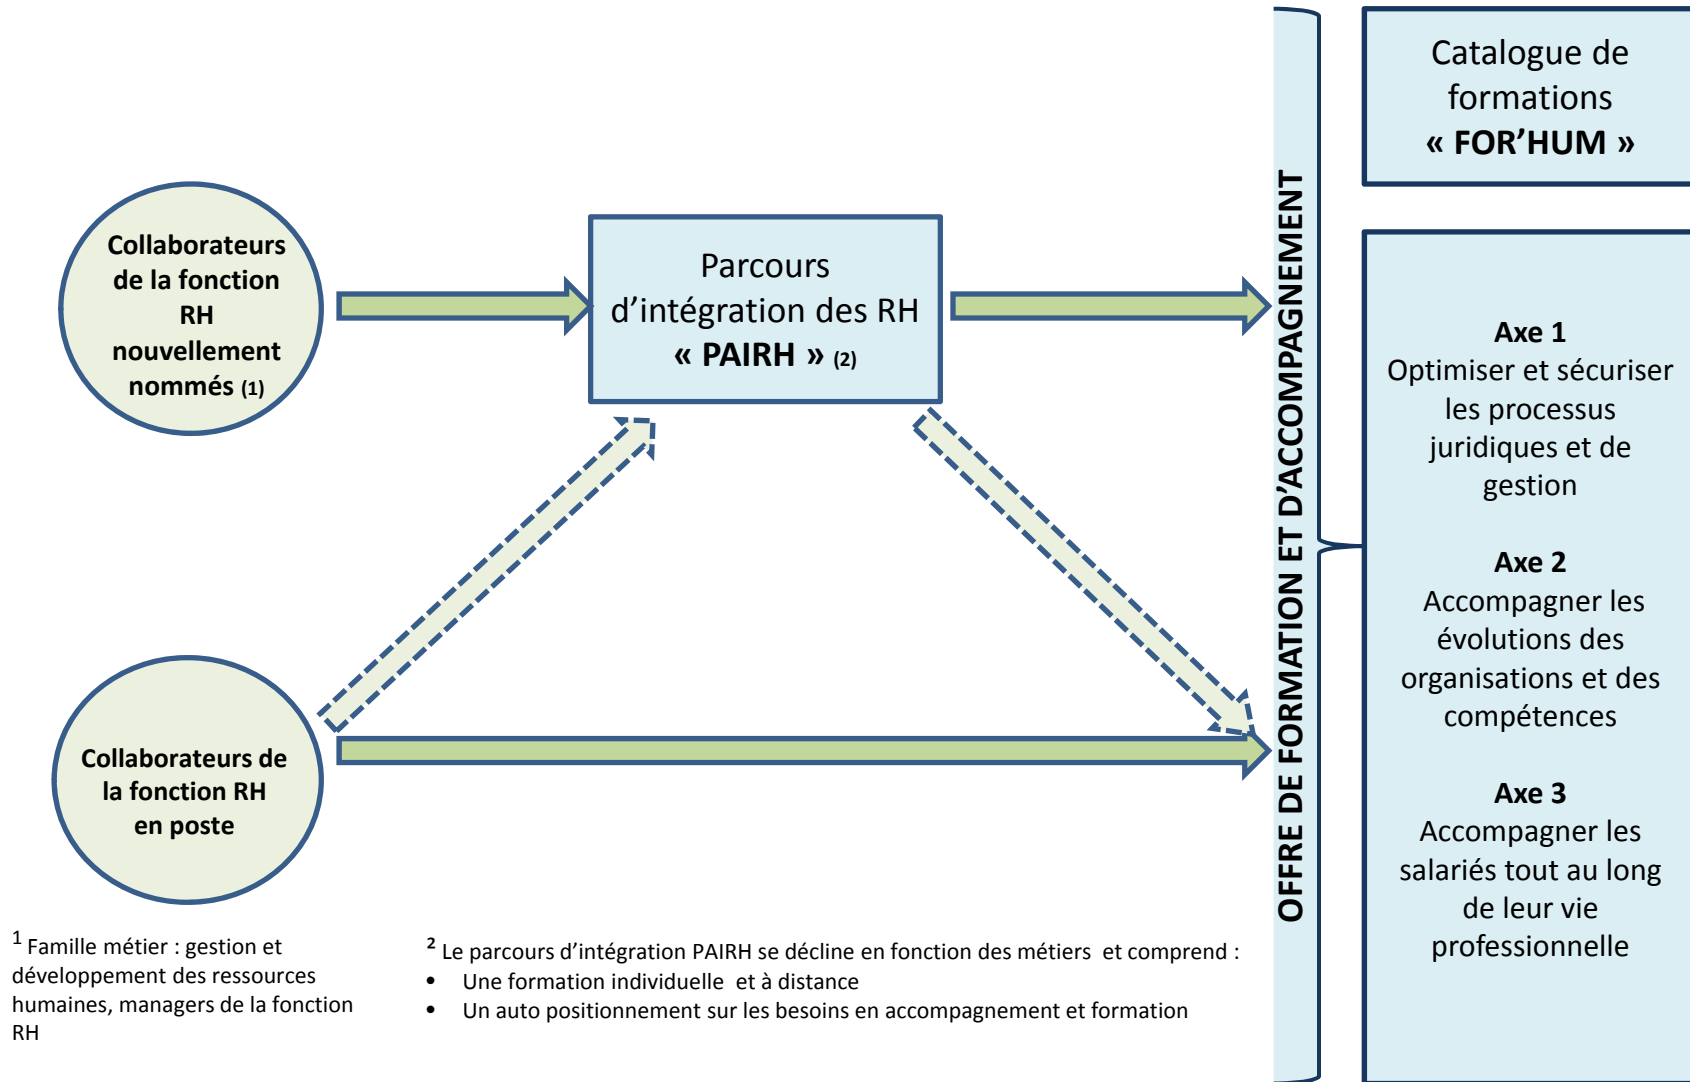 Collaborateurs
de la fonction
RH
nouvellement
nommés (1)
Parcours
d’intégration des RH
« PAIRH » (2)
Collaborateurs de
la fonction RH
en poste
OFFRE DE FORMATION ET D’ACCOMPAGNEMENT
Catalogue de
formations
« FOR’HUM »
Axe 1
Optimiser et sécuriser
les processus
juridiques et de
gestion
Axe 2
Accompagner les
évolutions des
organisations et des
compétences
Axe 3
Accompagner les
salariés tout au long
de leur vie
professionnelle
1 Famille métier : gestion et
développement des ressources
humaines, managers de la fonction
RH
2 Le parcours d’intégration PAIRH se décline en fonction des métiers et comprend :
• Une formation individuelle et à distance
• Un auto positionnement sur les besoins en accompagnement et formation